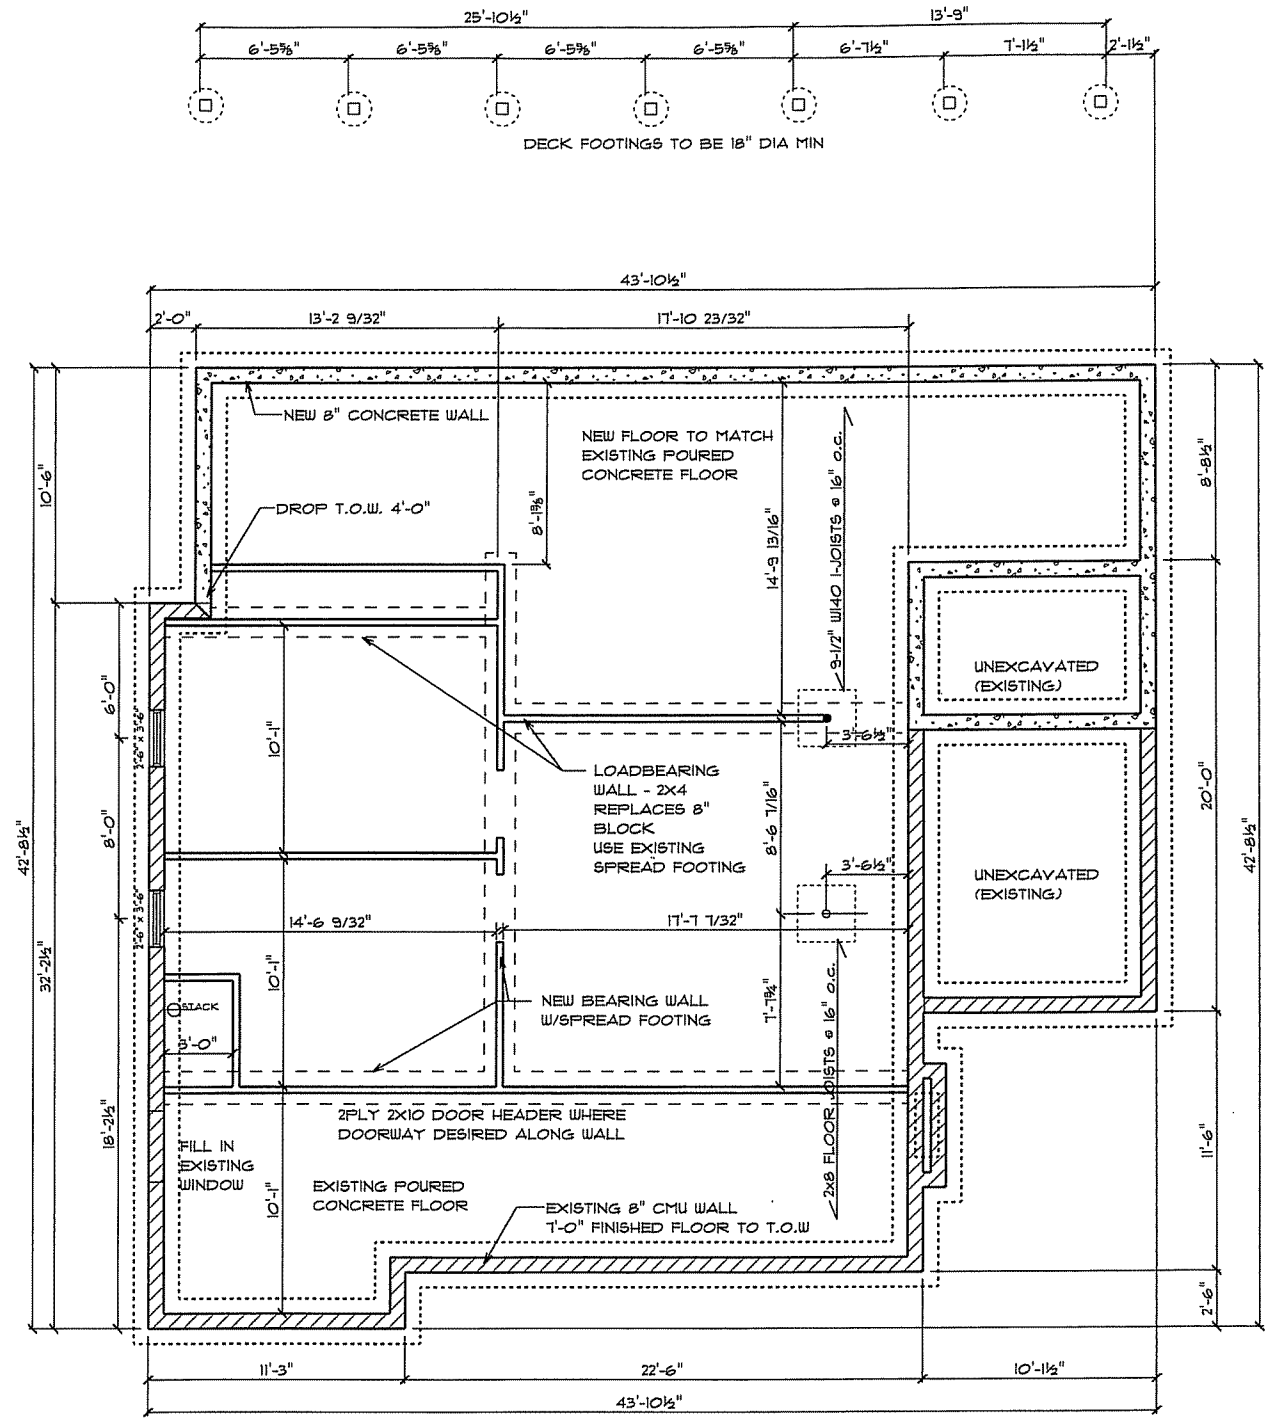 25'-10½" 13'-9"
6'-5⅝" 6'-5⅝" 6'-5⅝" 6'-5⅝" 6'-7½" 7'-1½" 2'-1½"
DECK FOOTINGS TO BE 18" DIA MIN
43'-10½"
2'-0" 13'-2 9/32" 17'-10 23/32"
NEW 8" CONCRETE WALL
NEW FLOOR TO MATCH
EXISTING POURED
CONCRETE FLOOR
10'-6"
DROP T.O.W. 4'-0"
8'-1⅝"
14'-9 13/16"
9-1/2" WI40 I-JOISTS @ 16" o.c.
8'-8½"
UNEXCAVATED
(EXISTING)
6'-0"
2'-6" x 3'-6"
10'-1"
3'-6½"
LOADBEARING
WALL - 2X4
REPLACES 8"
BLOCK
USE EXISTING
SPREAD FOOTING
8'-6 7/16"
20'-0"
42'-8½"
8'-0"
42'-8½"
3'-6½"
UNEXCAVATED
(EXISTING)
2'-6" x 3'-6"
14'-6 9/32"
17'-7 7/32"
32'-2½"
10'-1"
STACK
3'-0"
NEW BEARING WALL
W/SPREAD FOOTING
7'-7¾"
2x8 FLOOR JOISTS @ 16" o.c.
18'-2½"
2PLY 2X10 DOOR HEADER WHERE
DOORWAY DESIRED ALONG WALL
FILL IN
EXISTING
WINDOW
11'-6"
10'-1"
EXISTING POURED
CONCRETE FLOOR
EXISTING 8" CMU WALL
7'-0" FINISHED FLOOR TO T.O.W
2'-6"
11'-3" 22'-6" 10'-1½"
43'-10½"